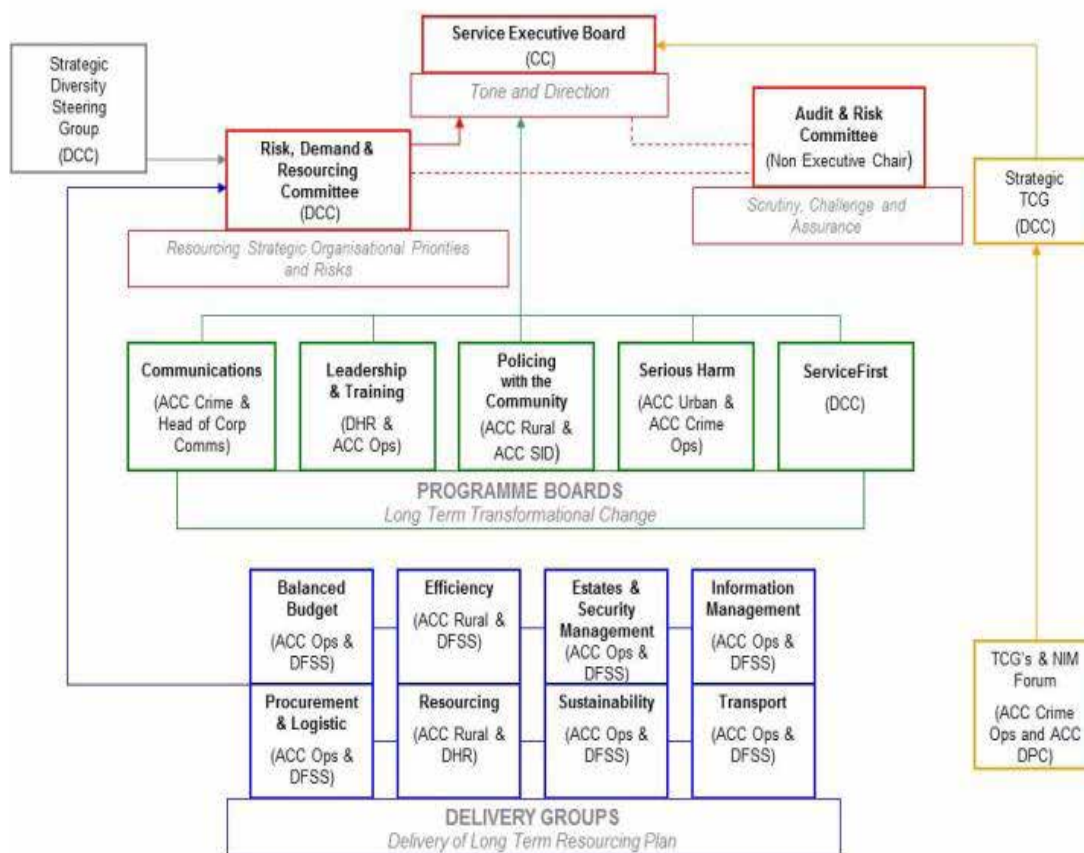 Service Executive Board
(CC)
Tone and Direction
Strategic
Diversity
Steering
Group
(DCC)
Risk, Demand &
Resourcing
Committee
(DCC)
Resourcing Strategic Organisational Priorities
and Risks
Audit & Risk
Committee
(Non Executive Chair)
Scrutiny, Challenge and
Assurance
Strategic
TCG
(DCC)
Communications
(ACC Crime &
Head of Corp
Comms)
Leadership
& Training
(DHR &
ACC Ops)
Policing
with the
Community
(ACC Rural &
ACC SID)
Serious Harm
(ACC Urban &
ACC Crime
Ops)
ServiceFirst
(DCC)
PROGRAMME BOARDS
Long Term Transformational Change
Balanced
Budget
(ACC Ops &
DFSS)
Efficiency
(ACC Rural &
DFSS)
Estates &
Security
Management
(ACC Ops &
DFSS)
Information
Management
(ACC Ops &
DFSS)
Procurement
& Logistic
(ACC Ops &
DFSS)
Resourcing
(ACC Rural &
DHR)
Sustainability
(ACC Ops &
DFSS)
Transport
(ACC Ops &
DFSS)
DELIVERY GROUPS
Delivery of Long Term Resourcing Plan
TCG's & NIM
Forum
(ACC Crime
Ops and ACC
DPC)